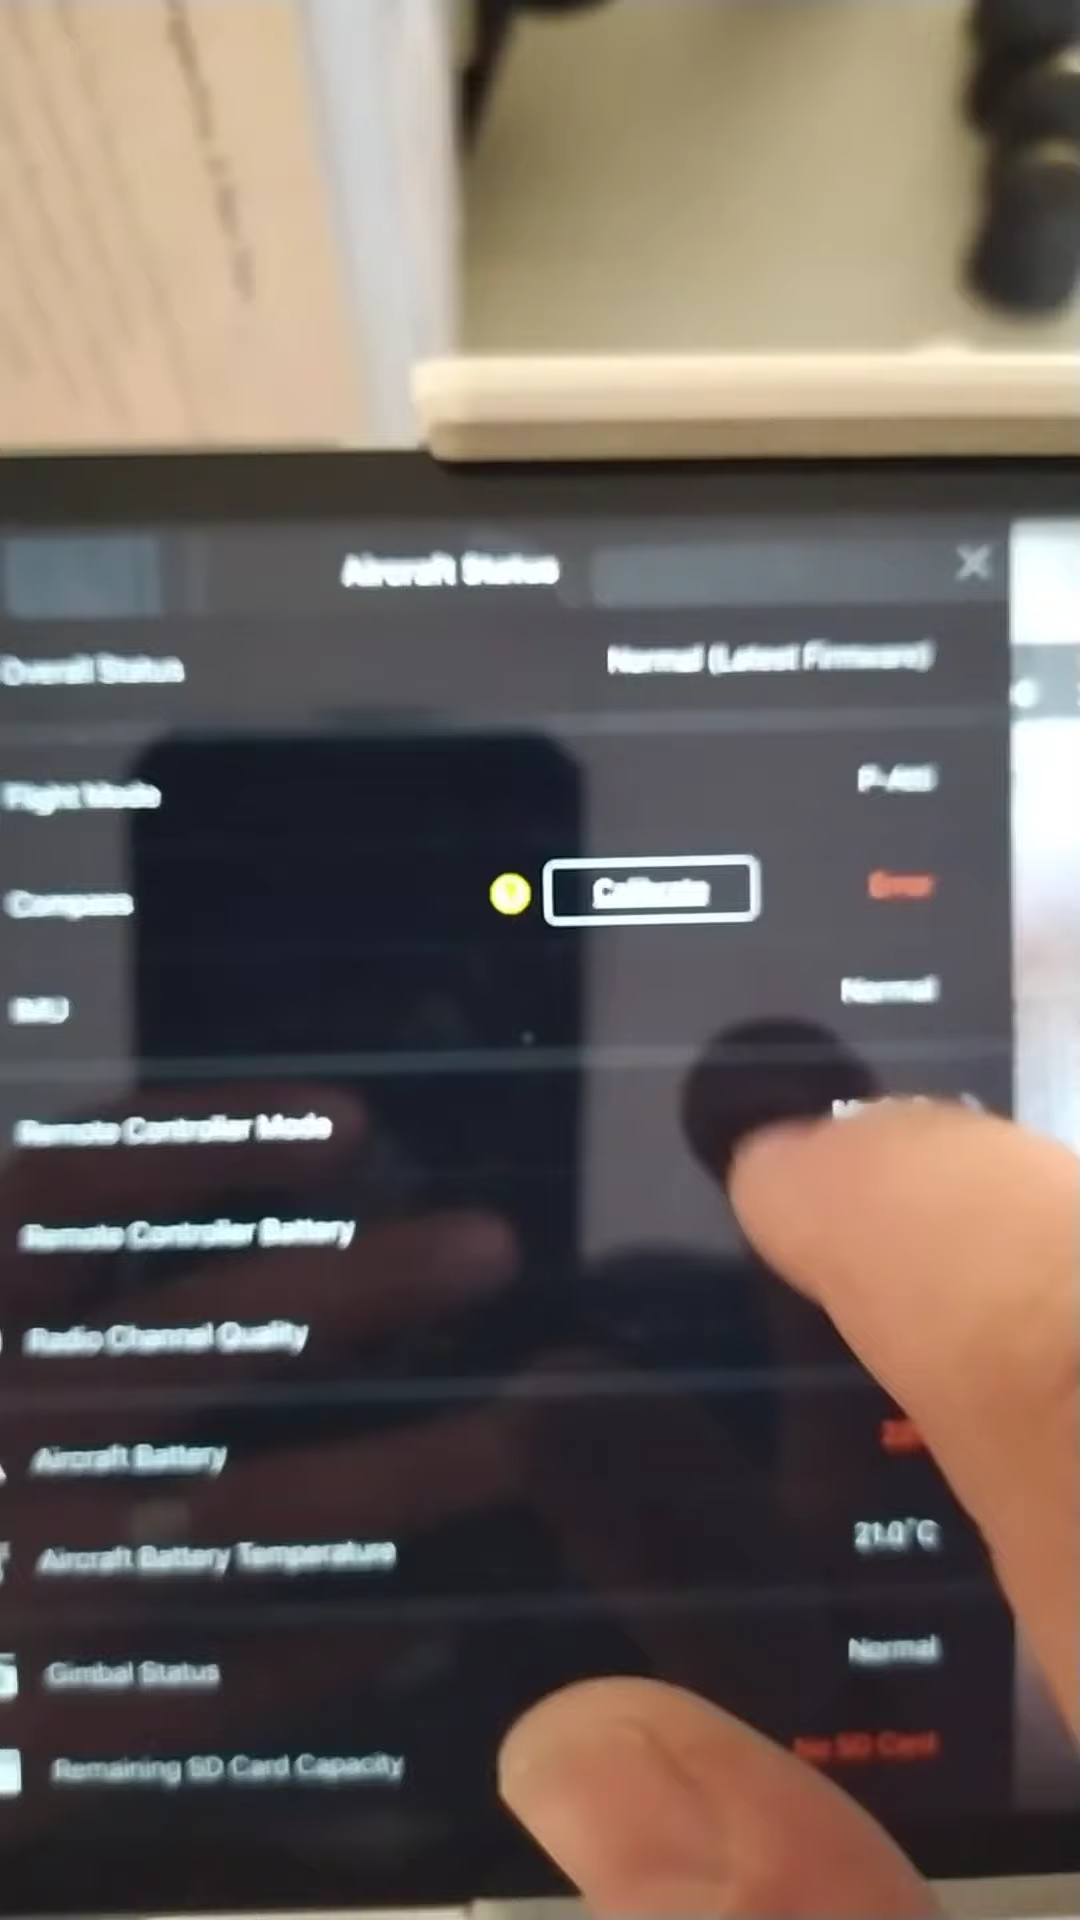 Aircraft Status
Overall Status Normal (Latest Firmware)
Flight Mode P-Atti
Compass Calibrate Error
IMU Normal
Remote Controller Mode
Remote Controller Battery
Radio Channel Quality
Aircraft Battery
Aircraft Battery Temperature 21.0°C
Gimbal Status Normal
Remaining SD Card Capacity No SD Card